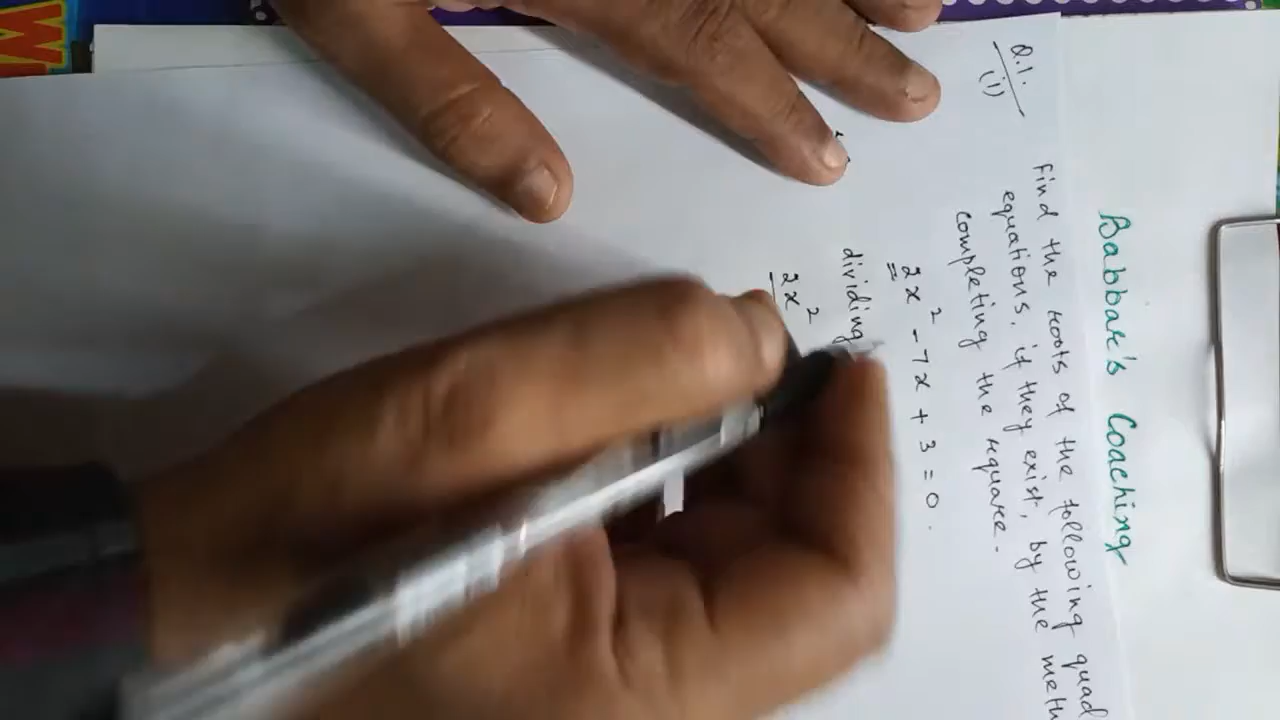 Babbar's Coaching
Q.1. Find the roots of the following quad
(i) equations, if they exist, by the meth
completing the square.
2x² - 7x + 3 = 0.
dividing
2x²